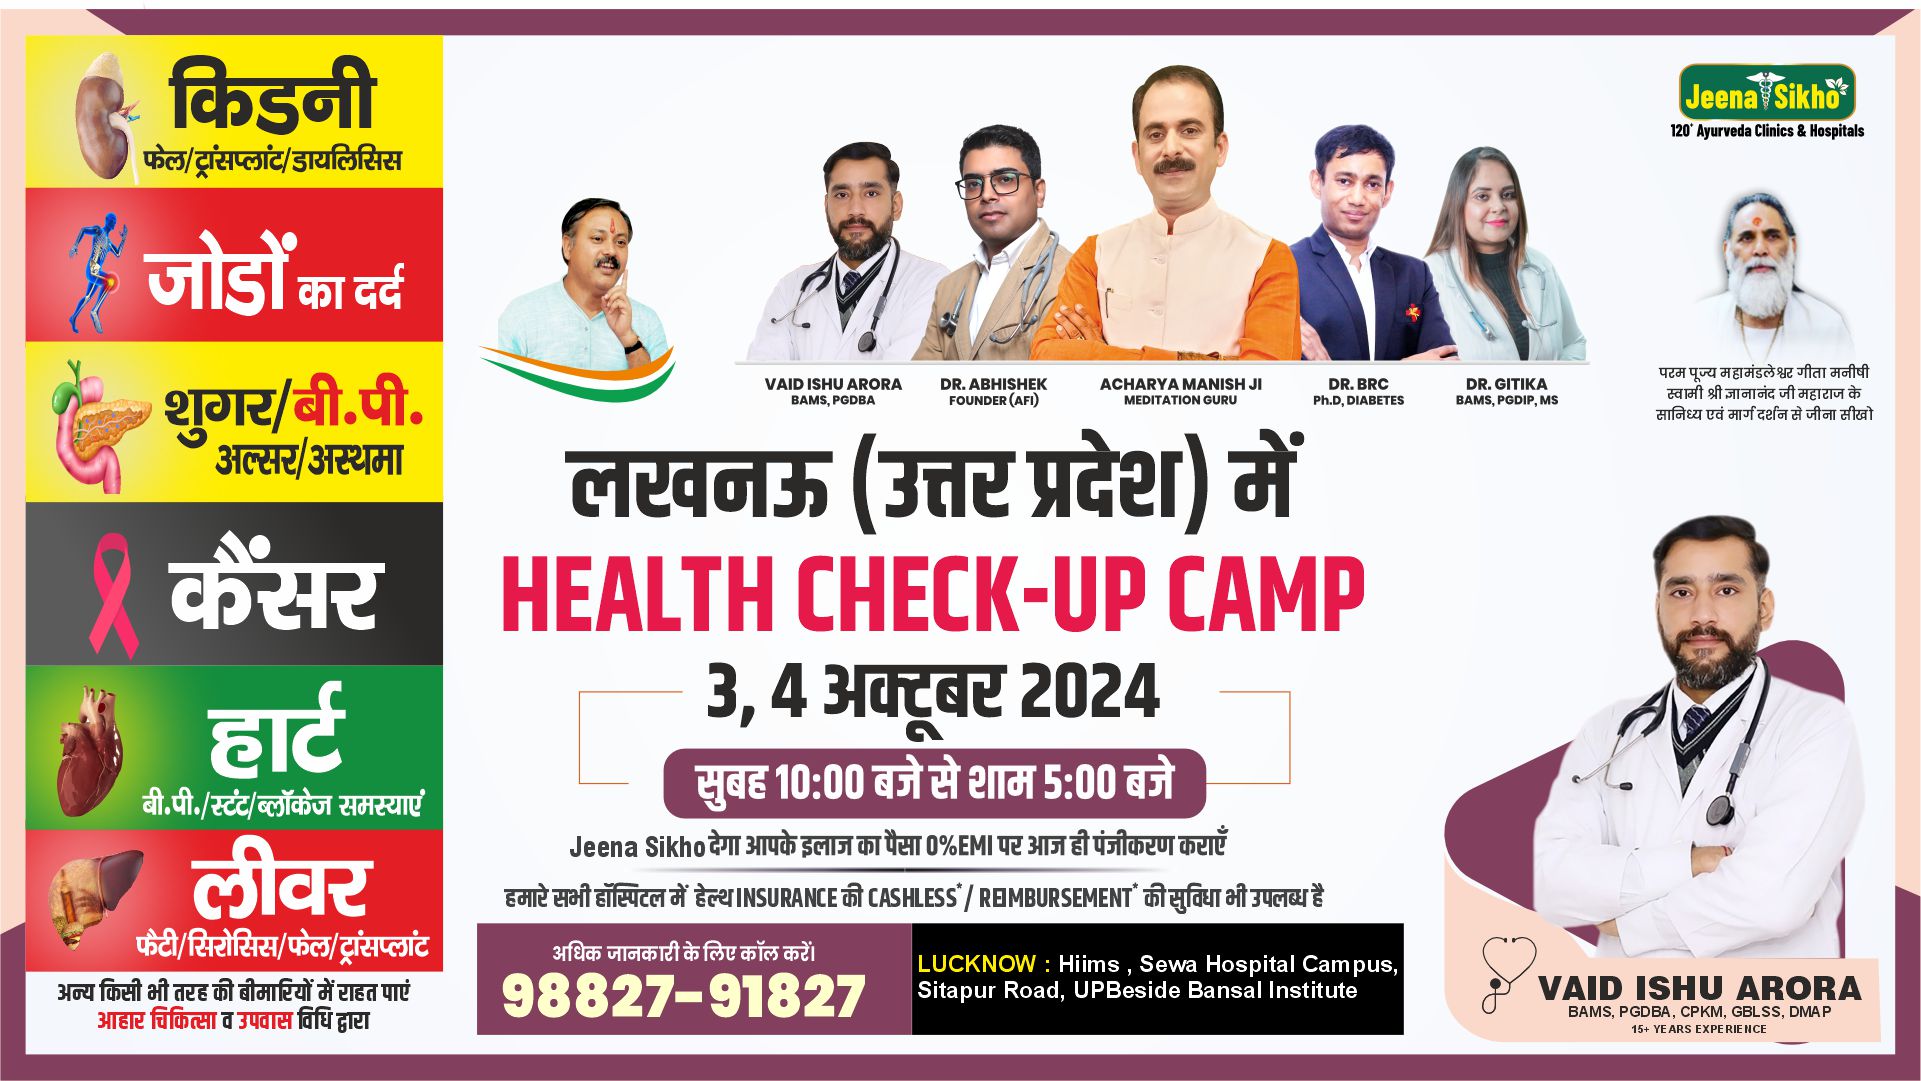 किडनी
फेल/ट्रांसप्लांट/डायलिसिस
जोडों का दर्द
शुगर/बी.पी.
अल्सर/अस्थमा
कैंसर
हार्ट
बी.पी./स्टंट/ब्लॉकेज समस्याएं
लीवर
फैटी/सिरोसिस/फेल/ट्रांसप्लांट
अन्य किसी भी तरह की बीमारियों में राहत पाएं
आहार चिकित्सा व उपवास विधि द्वारा
Jeena Sikho
120+ Ayurveda Clinics & Hospitals
VAID ISHU ARORA
BAMS, PGDBA
DR. ABHISHEK
FOUNDER (AFI)
ACHARYA MANISH JI
MEDITATION GURU
DR. BRC
Ph.D, DIABETES
DR. GITIKA
BAMS, PGDIP, MS
परम पूज्य महामंडलेश्वर गीता मनीषी
स्वामी श्री ज्ञानानंद जी महाराज के
सानिध्य एवं मार्ग दर्शन से जीना सीखो
लखनऊ (उत्तर प्रदेश) में
HEALTH CHECK-UP CAMP
3, 4 अक्टूबर 2024
सुबह 10:00 बजे से शाम 5:00 बजे
Jeena Sikho देगा आपके इलाज का पैसा 0%EMI पर आज ही पंजीकरण कराएँ
हमारे सभी हॉस्पिटल में हेल्थ INSURANCE की CASHLESS*/ REIMBURSEMENT* की सुविधा भी उपलब्ध है
अधिक जानकारी के लिए कॉल करें।
98827-91827
LUCKNOW : Hiims , Sewa Hospital Campus,
Sitapur Road, UPBeside Bansal Institute
VAID ISHU ARORA
BAMS, PGDBA, CPKM, GBLSS, DMAP
15+ YEARS EXPERIENCE